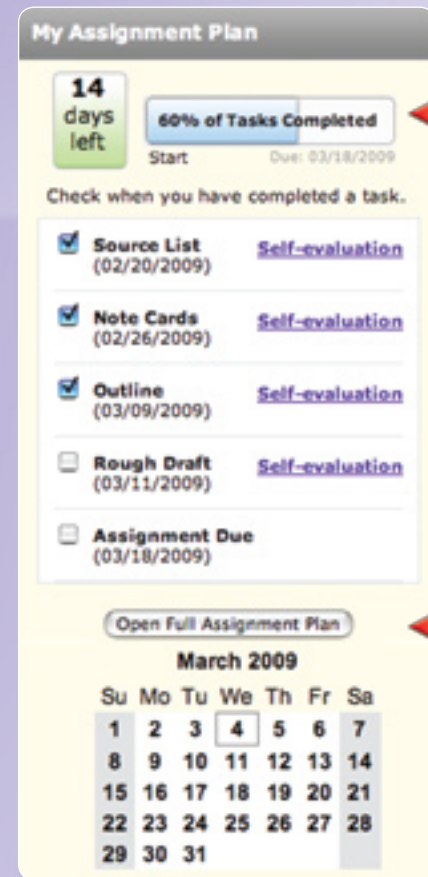 My Assignment Plan
14
days
left
60% of Tasks Completed
Start Due: 03/18/2009
Check when you have completed a task.
Source List Self-evaluation
(02/20/2009)
Note Cards Self-evaluation
(02/26/2009)
Outline Self-evaluation
(03/09/2009)
Rough Draft Self-evaluation
(03/11/2009)
Assignment Due
(03/18/2009)
Open Full Assignment Plan
March 2009
Su Mo Tu We Th Fr Sa
1 2 3 4 5 6 7
8 9 10 11 12 13 14
15 16 17 18 19 20 21
22 23 24 25 26 27 28
29 30 31